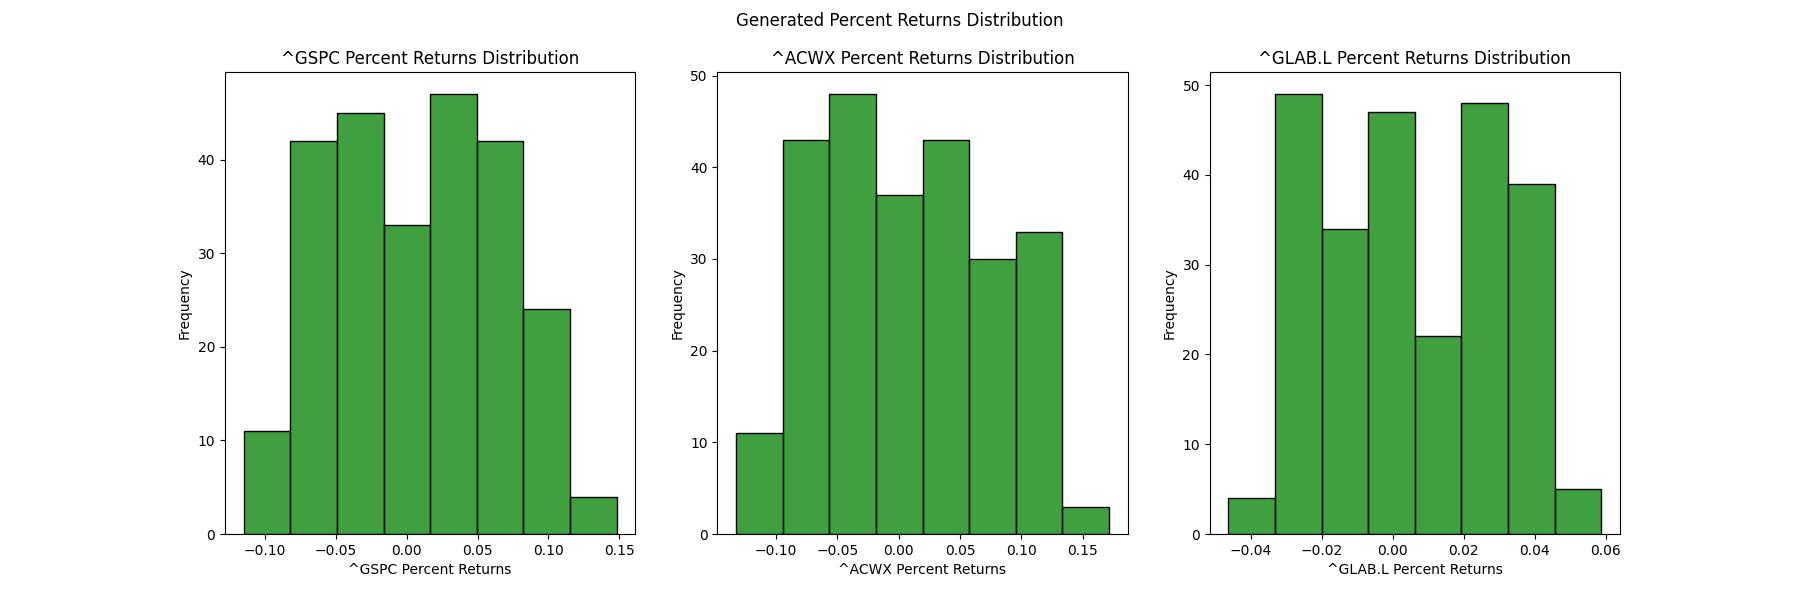 Generated Percent Returns Distribution
^GSPC Percent Returns Distribution
40
30
20
10
0
Frequency
−0.10 −0.05 0.00 0.05 0.10 0.15
^GSPC Percent Returns
^ACWX Percent Returns Distribution
50
40
30
20
10
0
Frequency
−0.10 −0.05 0.00 0.05 0.10 0.15
^ACWX Percent Returns
^GLAB.L Percent Returns Distribution
50
40
30
20
10
0
Frequency
−0.04 −0.02 0.00 0.02 0.04 0.06
^GLAB.L Percent Returns